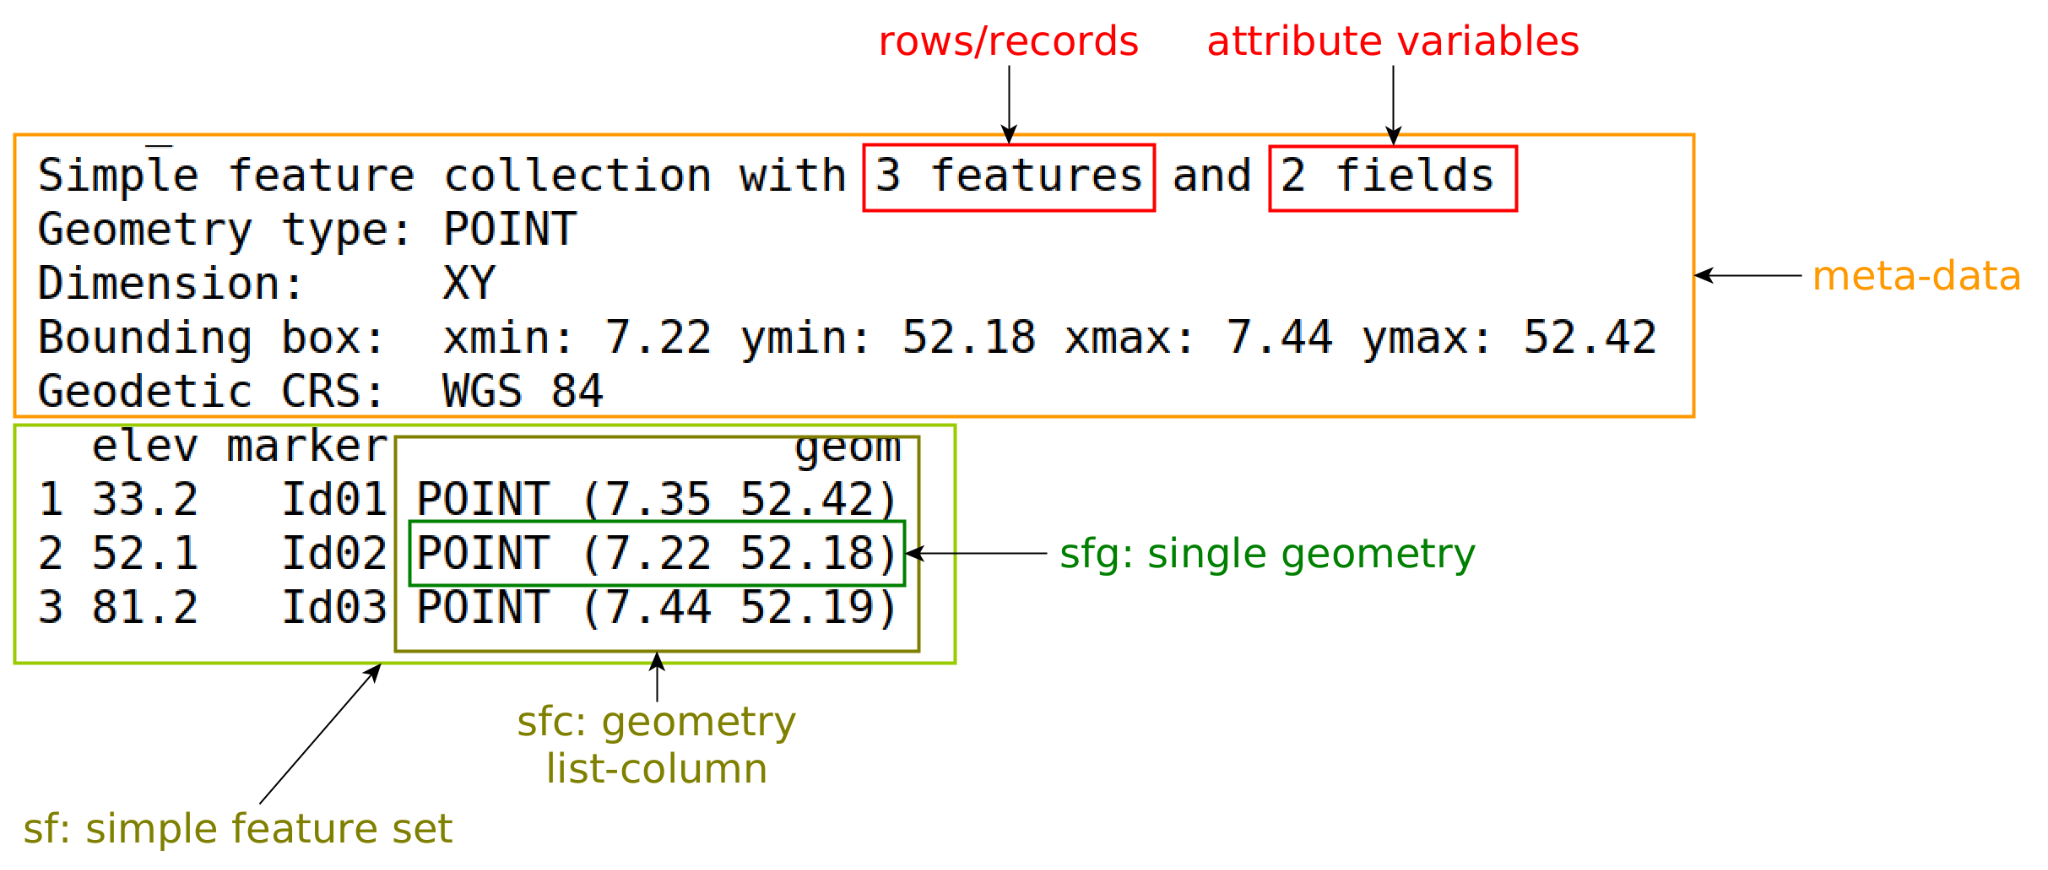 rows/records attribute variables
Simple feature collection with 3 features and 2 fields
Geometry type: POINT
Dimension: XY
meta-data
Bounding box: xmin: 7.22 ymin: 52.18 xmax: 7.44 ymax: 52.42
Geodetic CRS: WGS 84
elev marker geom
1 33.2 Id01 POINT (7.35 52.42)
2 52.1 Id02 POINT (7.22 52.18)
sfg: single geometry
3 81.2 Id03 POINT (7.44 52.19)
sfc: geometry
list-column
sf: simple feature set